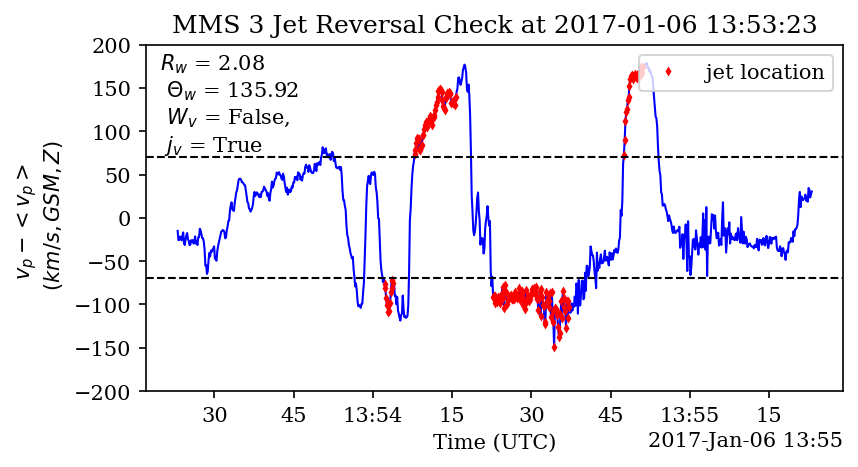 MMS 3 Jet Reversal Check at 2017-01-06 13:53:23
R_w = 2.08
Θ_w = 135.92
W_v = False,
j_v = True
jet location
v_p − < v_p >
(km/s, GSM, Z)
200
150
100
50
0
−50
−100
−150
−200
30 45 13:54 15 30 45 13:55 15
Time (UTC)
2017-Jan-06 13:55